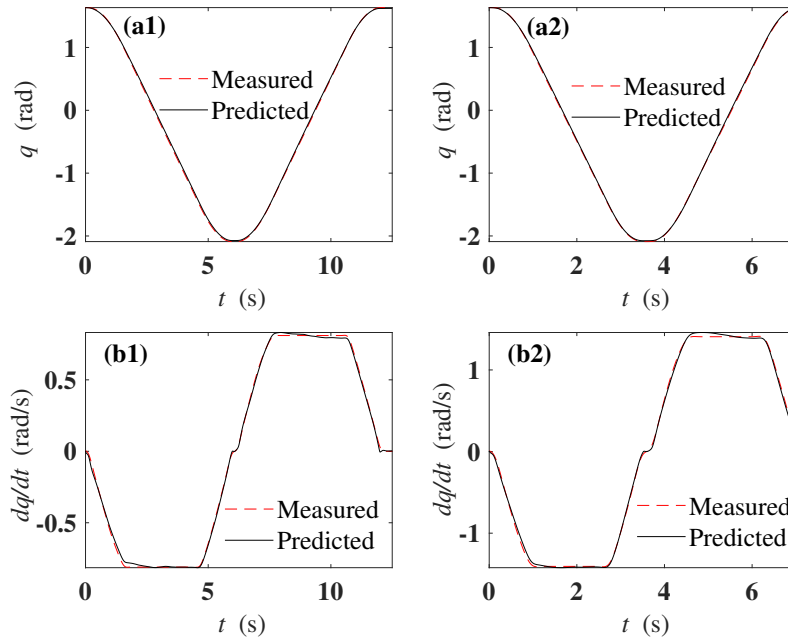 (a1)
Measured
Predicted
1
0
-1
-2
q (rad)
0
5
10
t (s)
(a2)
Measured
Predicted
1
0
-1
-2
q (rad)
0
2
4
6
t (s)
(b1)
Measured
Predicted
0.5
0
-0.5
dq/dt (rad/s)
0
5
10
t (s)
(b2)
Measured
Predicted
1
0
-1
dq/dt (rad/s)
0
2
4
6
t (s)